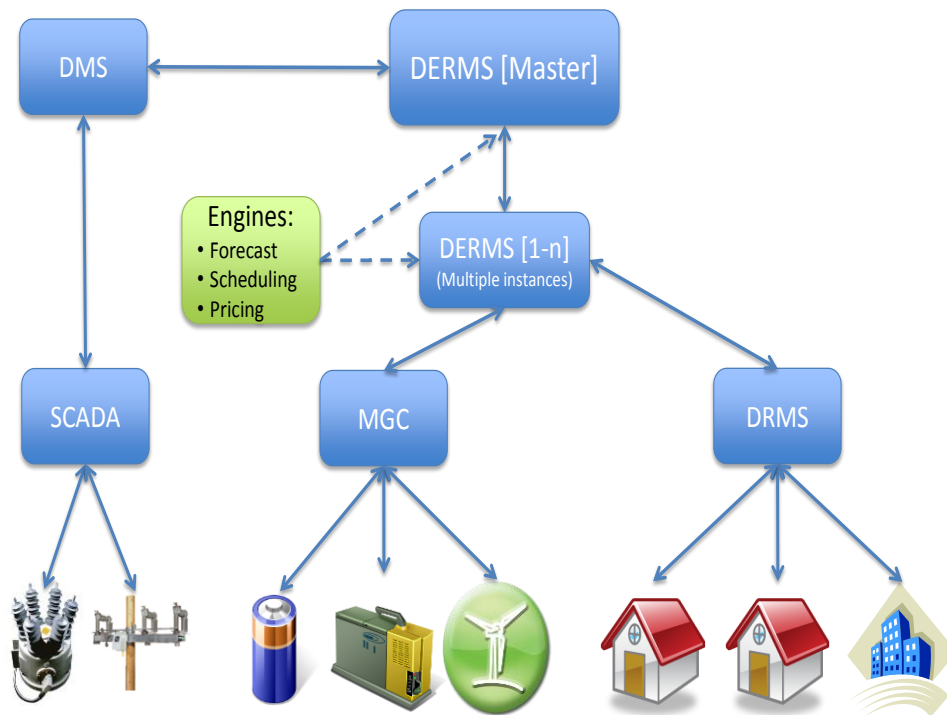 DMS
DERMS [Master]
Engines:
• Forecast
• Scheduling
• Pricing
DERMS [1-n]
(Multiple instances)
SCADA
MGC
DRMS